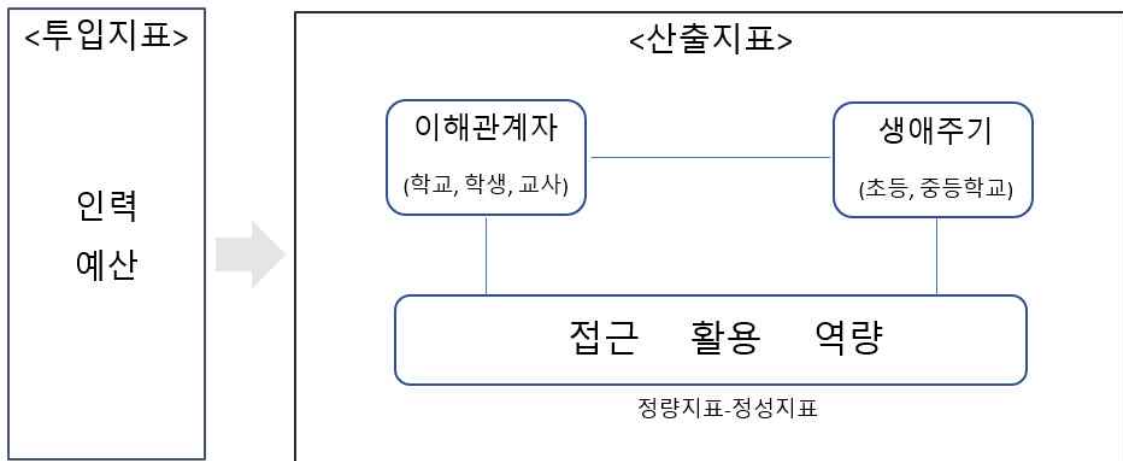 <투입지표>
인력
예산
<산출지표>
이해관계자
(학교, 학생, 교사)
생애주기
(초등, 중등학교)
접근 활용 역량
정량지표-정성지표